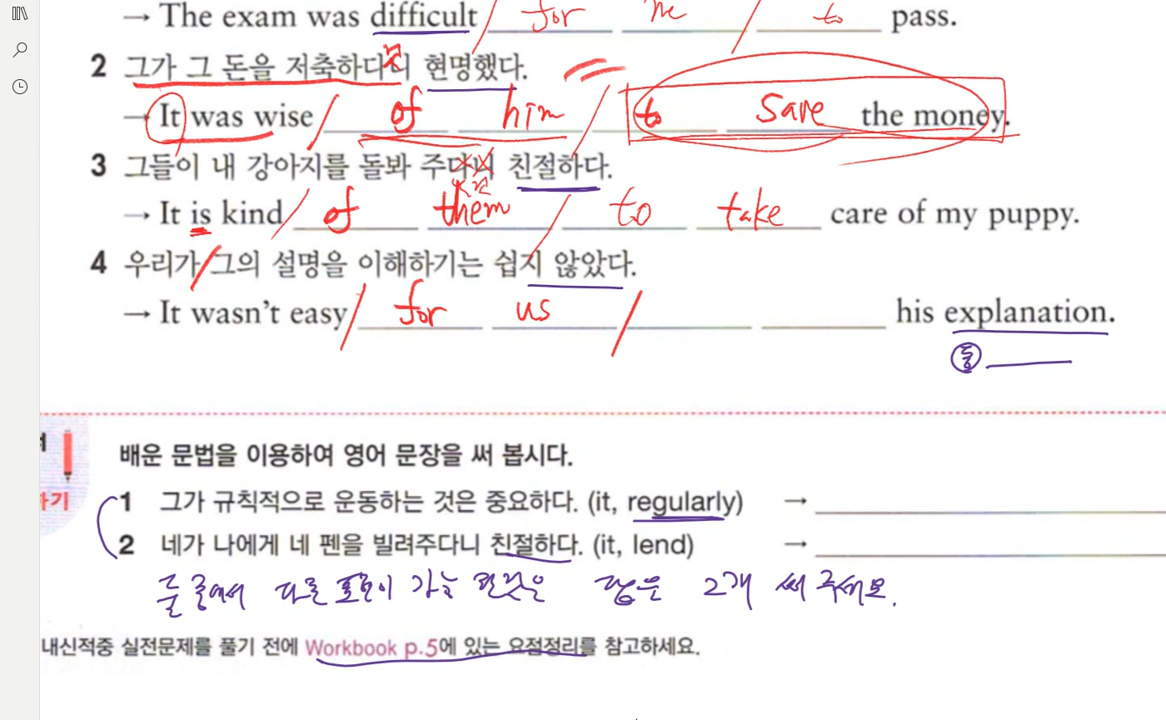 → The exam was difficult / for me / to pass.
2 그가 그 돈을 저축하다니 현명했다.
→ It was wise / of him / to save the money.
3 그들이 내 강아지를 돌봐 주다니 친절하다.
→ It is kind / of them / to take care of my puppy.
4 우리가 / 그의 설명을 이해하기는 쉽지 않았다.
→ It wasn't easy / for us / his explanation.
동
배운 문법을 이용하여 영어 문장을 써 봅시다.
1 그가 규칙적으로 운동하는 것은 중요하다. (it, regularly) →
2 네가 나에게 네 펜을 빌려주다니 친절하다. (it, lend) →
둘 중에서 다른 표현이 가능 한 것은 답을 2개 써 주세요.
내신적중 실전문제를 풀기 전에 Workbook p.5에 있는 요점정리를 참고하세요.